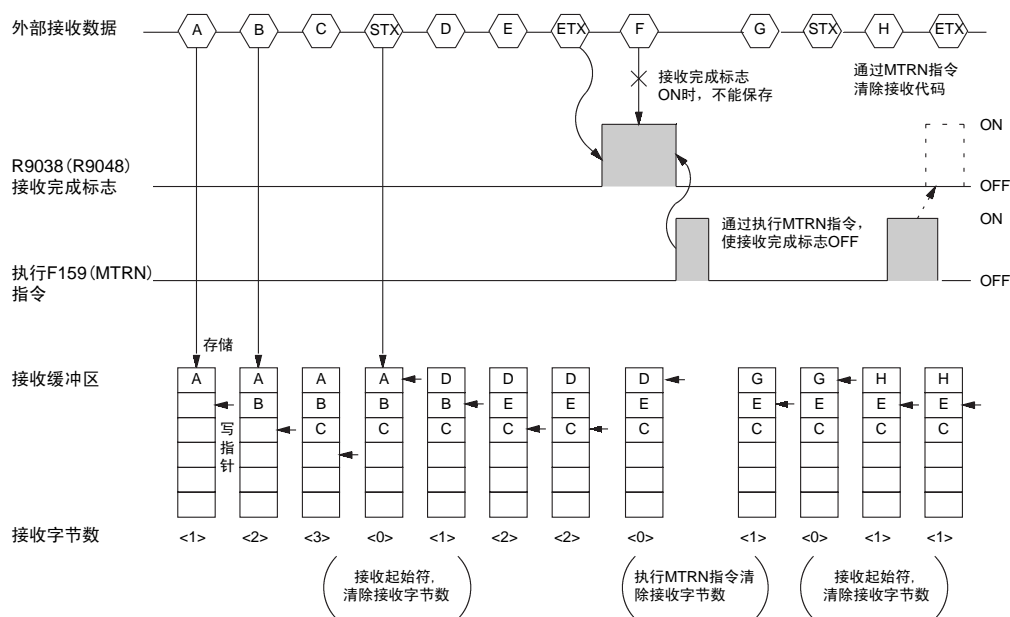 外部接收数据 A B C STX D E ETX F G STX H ETX
接收完成标志
ON时，不能保存
通过MTRN指令
清除接收代码
ON
R9038(R9048)
接收完成标志
OFF
ON
通过执行MTRN指令，
使接收完成标志OFF
执行F159(MTRN)
指令
OFF
存储
接收缓冲区 A A A A D D D D G G H H
B B B B E E E E E E E
C C C C C C C C C C
写
指
针
接收字节数 <1> <2> <3> <0> <1> <2> <2> <0> <1> <0> <1> <1>
接收起始符,
清除接收字节数
执行MTRN指令清
除接收字节数
接收起始符,
清除接收字节数